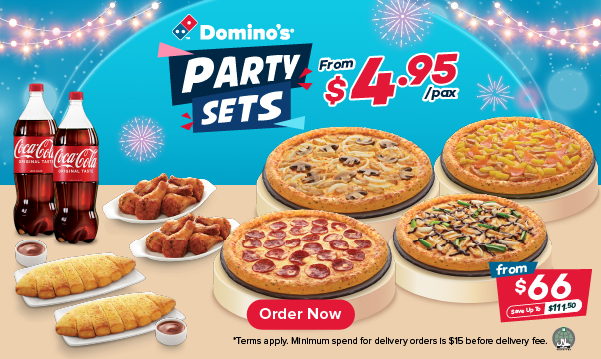 Domino's
PARTY
SETS
From
$4.95
/pax
Coca-Cola
ORIGINAL TASTE
Coca-Cola
ORIGINAL TASTE
from
$66
Save Up To $111.50
Order Now
*Terms apply. Minimum spend for delivery orders is $15 before delivery fee.